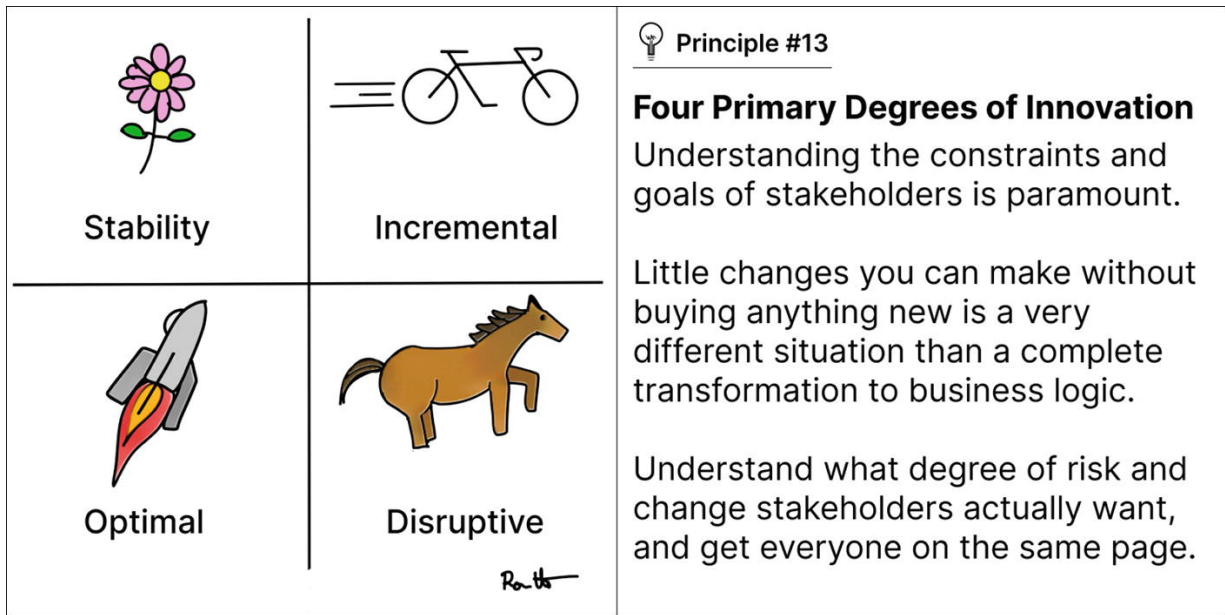 Stability
Incremental
Optimal
Disruptive
Principle #13
Four Primary Degrees of Innovation
Understanding the constraints and
goals of stakeholders is paramount.
Little changes you can make without
buying anything new is a very
different situation than a complete
transformation to business logic.
Understand what degree of risk and
change stakeholders actually want,
and get everyone on the same page.